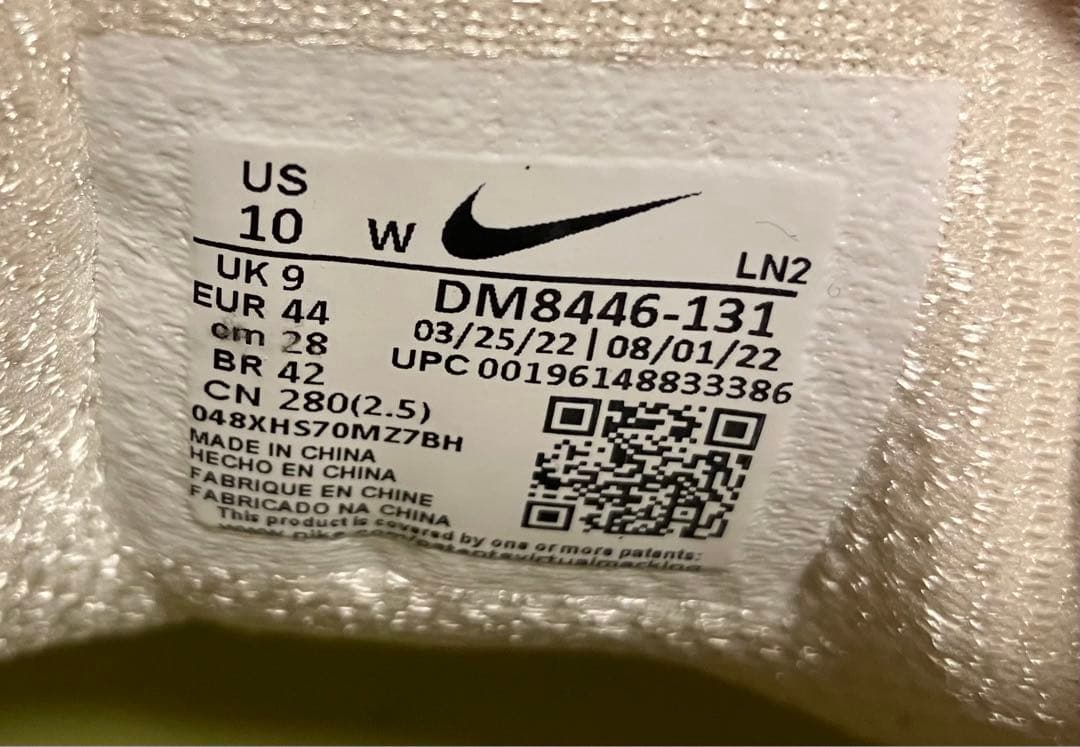 US
10 W
LN2
UK 9
EUR 44
cm 28
BR 42
CN 280(2.5)
DM8446-131
03/25/22 | 08/01/22
UPC 00196148833386
048XHS70MZ7BH
MADE IN CHINA
HECHO EN CHINA
FABRIQUE EN CHINE
FABRICADO NA CHINA
This product is covered by one or more patents: